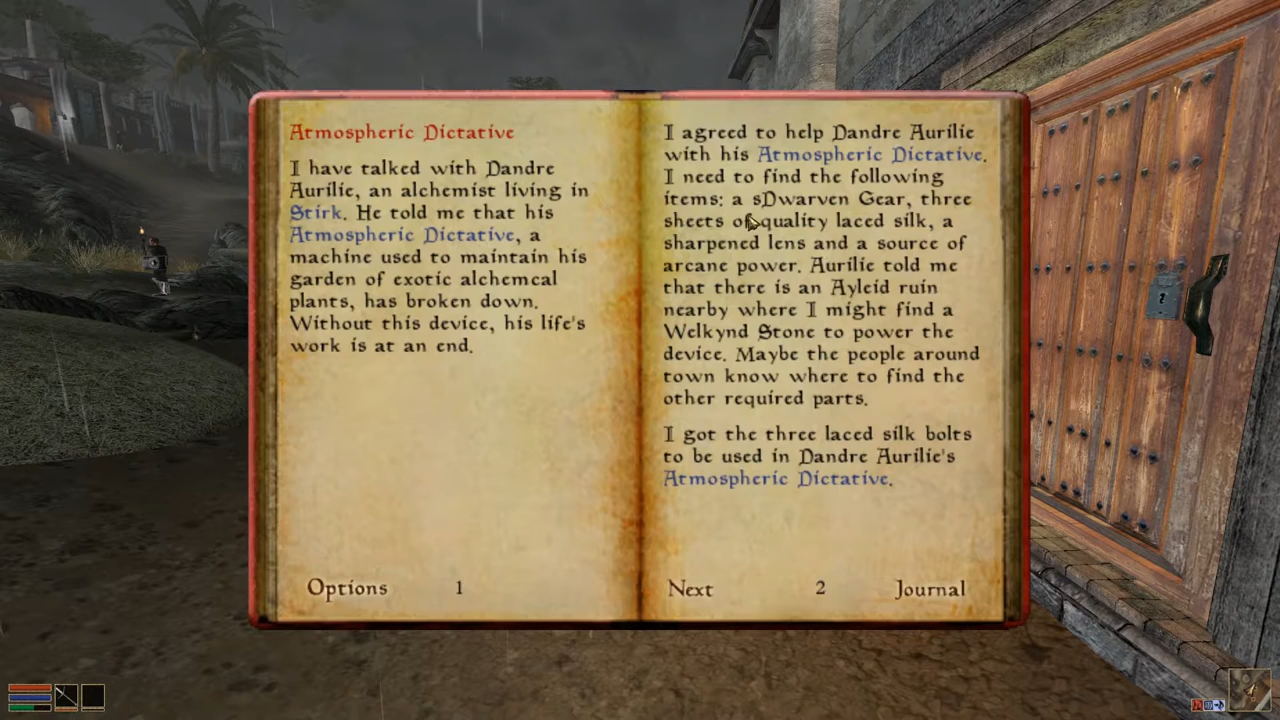 Atmospheric Dictative
I have talked with Dandre
Aurilie, an alchemist living in
Stirk. He told me that his
Atmospheric Dictative, a
machine used to maintain his
garden of exotic alchemcal
plants, has broken down.
Without this device, his life's
work is at an end.
Options
1
I agreed to help Dandre Aurilie
with his Atmospheric Dictative.
I need to find the following
items: a sDwarven Gear, three
sheets of quality laced silk, a
sharpened lens and a source of
arcane power. Aurilie told me
that there is an Ayleid ruin
nearby where I might find a
Welkynd Stone to power the
device. Maybe the people around
town know where to find the
other required parts.
I got the three laced silk bolts
to be used in Dandre Aurilie's
Atmospheric Dictative.
Next
2
Journal